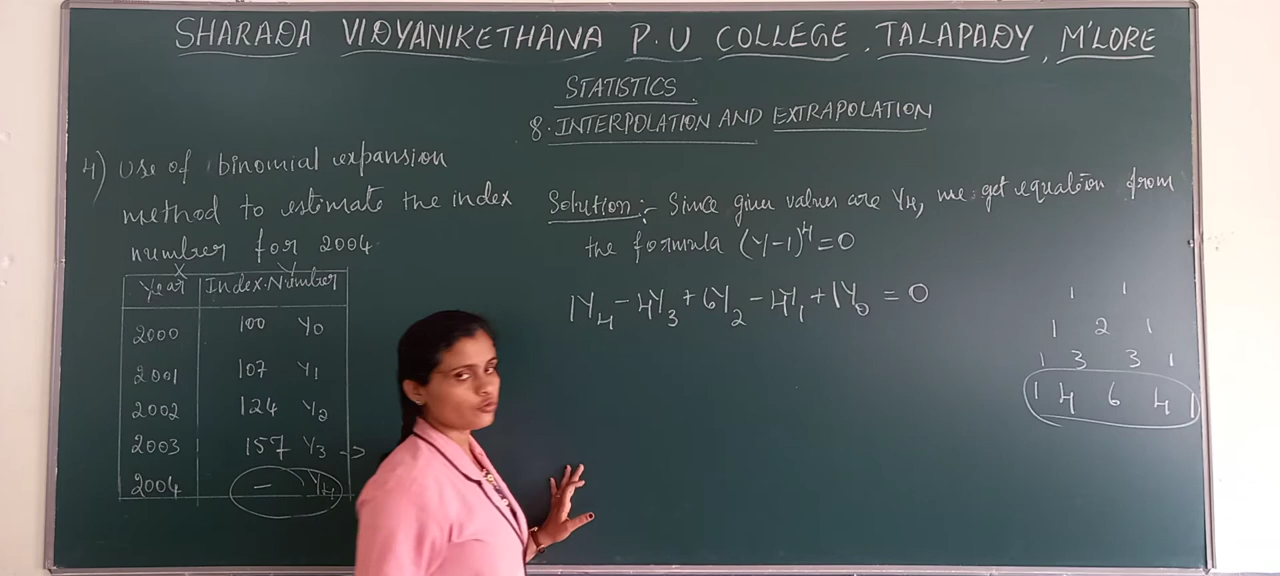 SHARADA VIDYANIKETHANA P.U COLLEGE, TALAPADY, M'LORE
STATISTICS
8. INTERPOLATION AND EXTRAPOLATION
4) Use of binomial expansion
method to estimate the index
number for 2004.
X Y
Year Index.Number
2000 100 Y0
2001 107 Y1
2002 124 Y2
2003 157 Y3 ->
2004 - Y4
Solution:- Since given values are Y4, we get equation from
the formula (Y-1)^4=0
1Y4 - 4Y3 + 6Y2 - 4Y1 + 1Y0 = 0
1 1
1 2 1
1 3 3 1
1 4 6 4 1